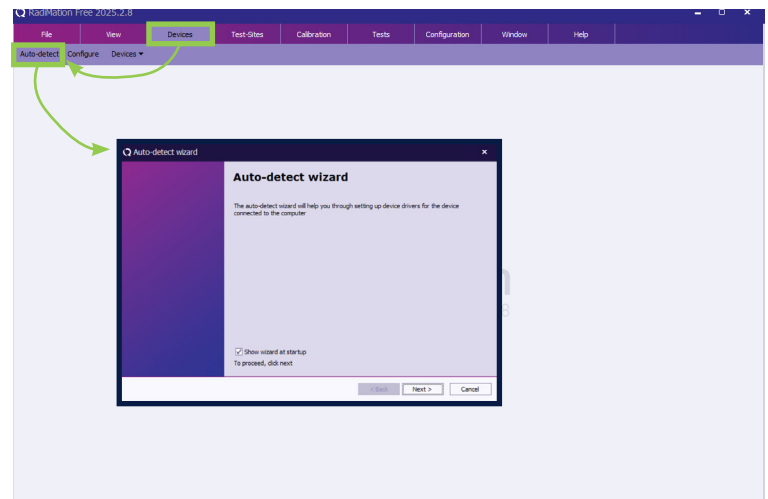 RadiMation Free 2025.2.8
File View Devices Test-Sites Calibration Tests Configuration Window Help
Auto-detect Configure Devices
Auto-detect wizard
Auto-detect wizard
The auto-detect wizard will help you through setting up device drivers for the device
connected to the computer
Show wizard at startup
To proceed, click next
< Back Next > Cancel